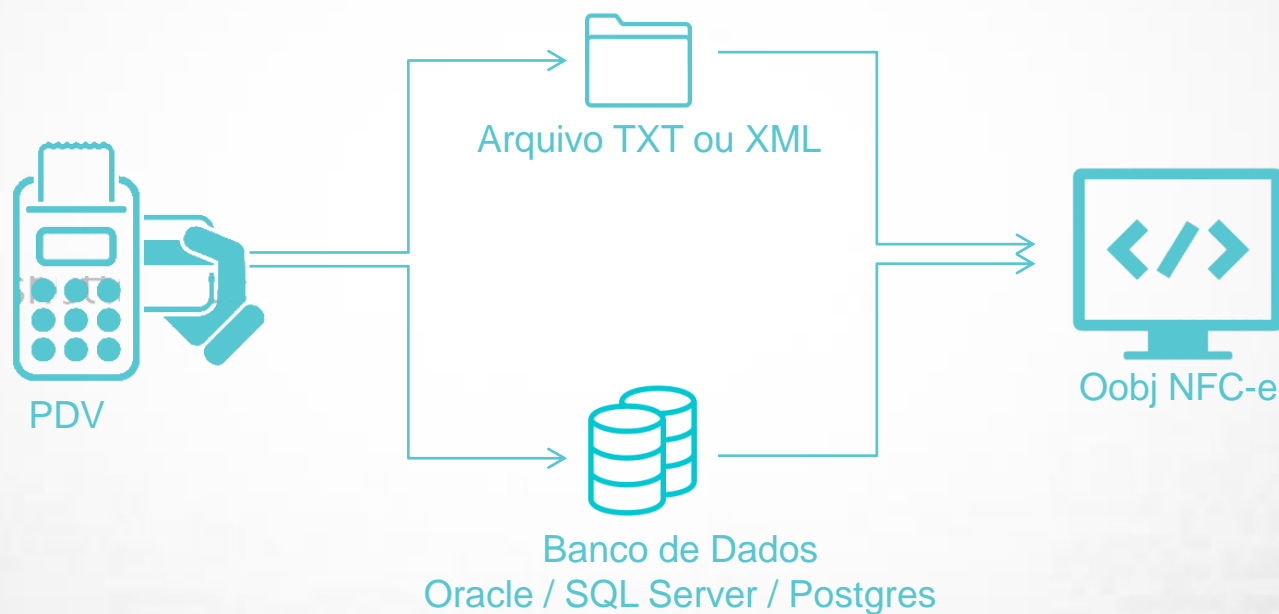 Arquivo TXT ou XML
PDV
Oobj NFC-e
Banco de Dados
Oracle / SQL Server / Postgres